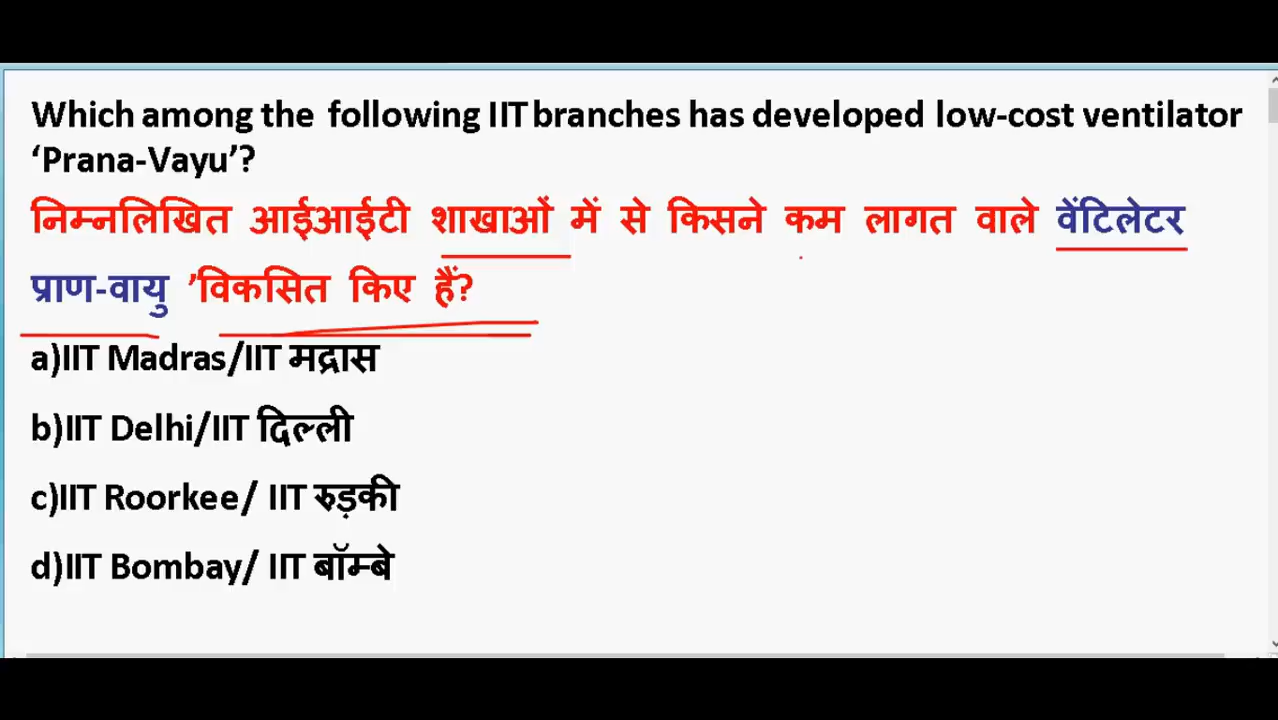 Which among the following IIT branches has developed low-cost ventilator
‘Prana-Vayu’?
निम्नलिखित आईआईटी शाखाओं में से किसने कम लागत वाले वेंटिलेटर
प्राण-वायु ’विकसित किए हैं?
a)IIT Madras/IIT मद्रास
b)IIT Delhi/IIT दिल्ली
c)IIT Roorkee/ IIT रुड़की
d)IIT Bombay/ IIT बॉम्बे